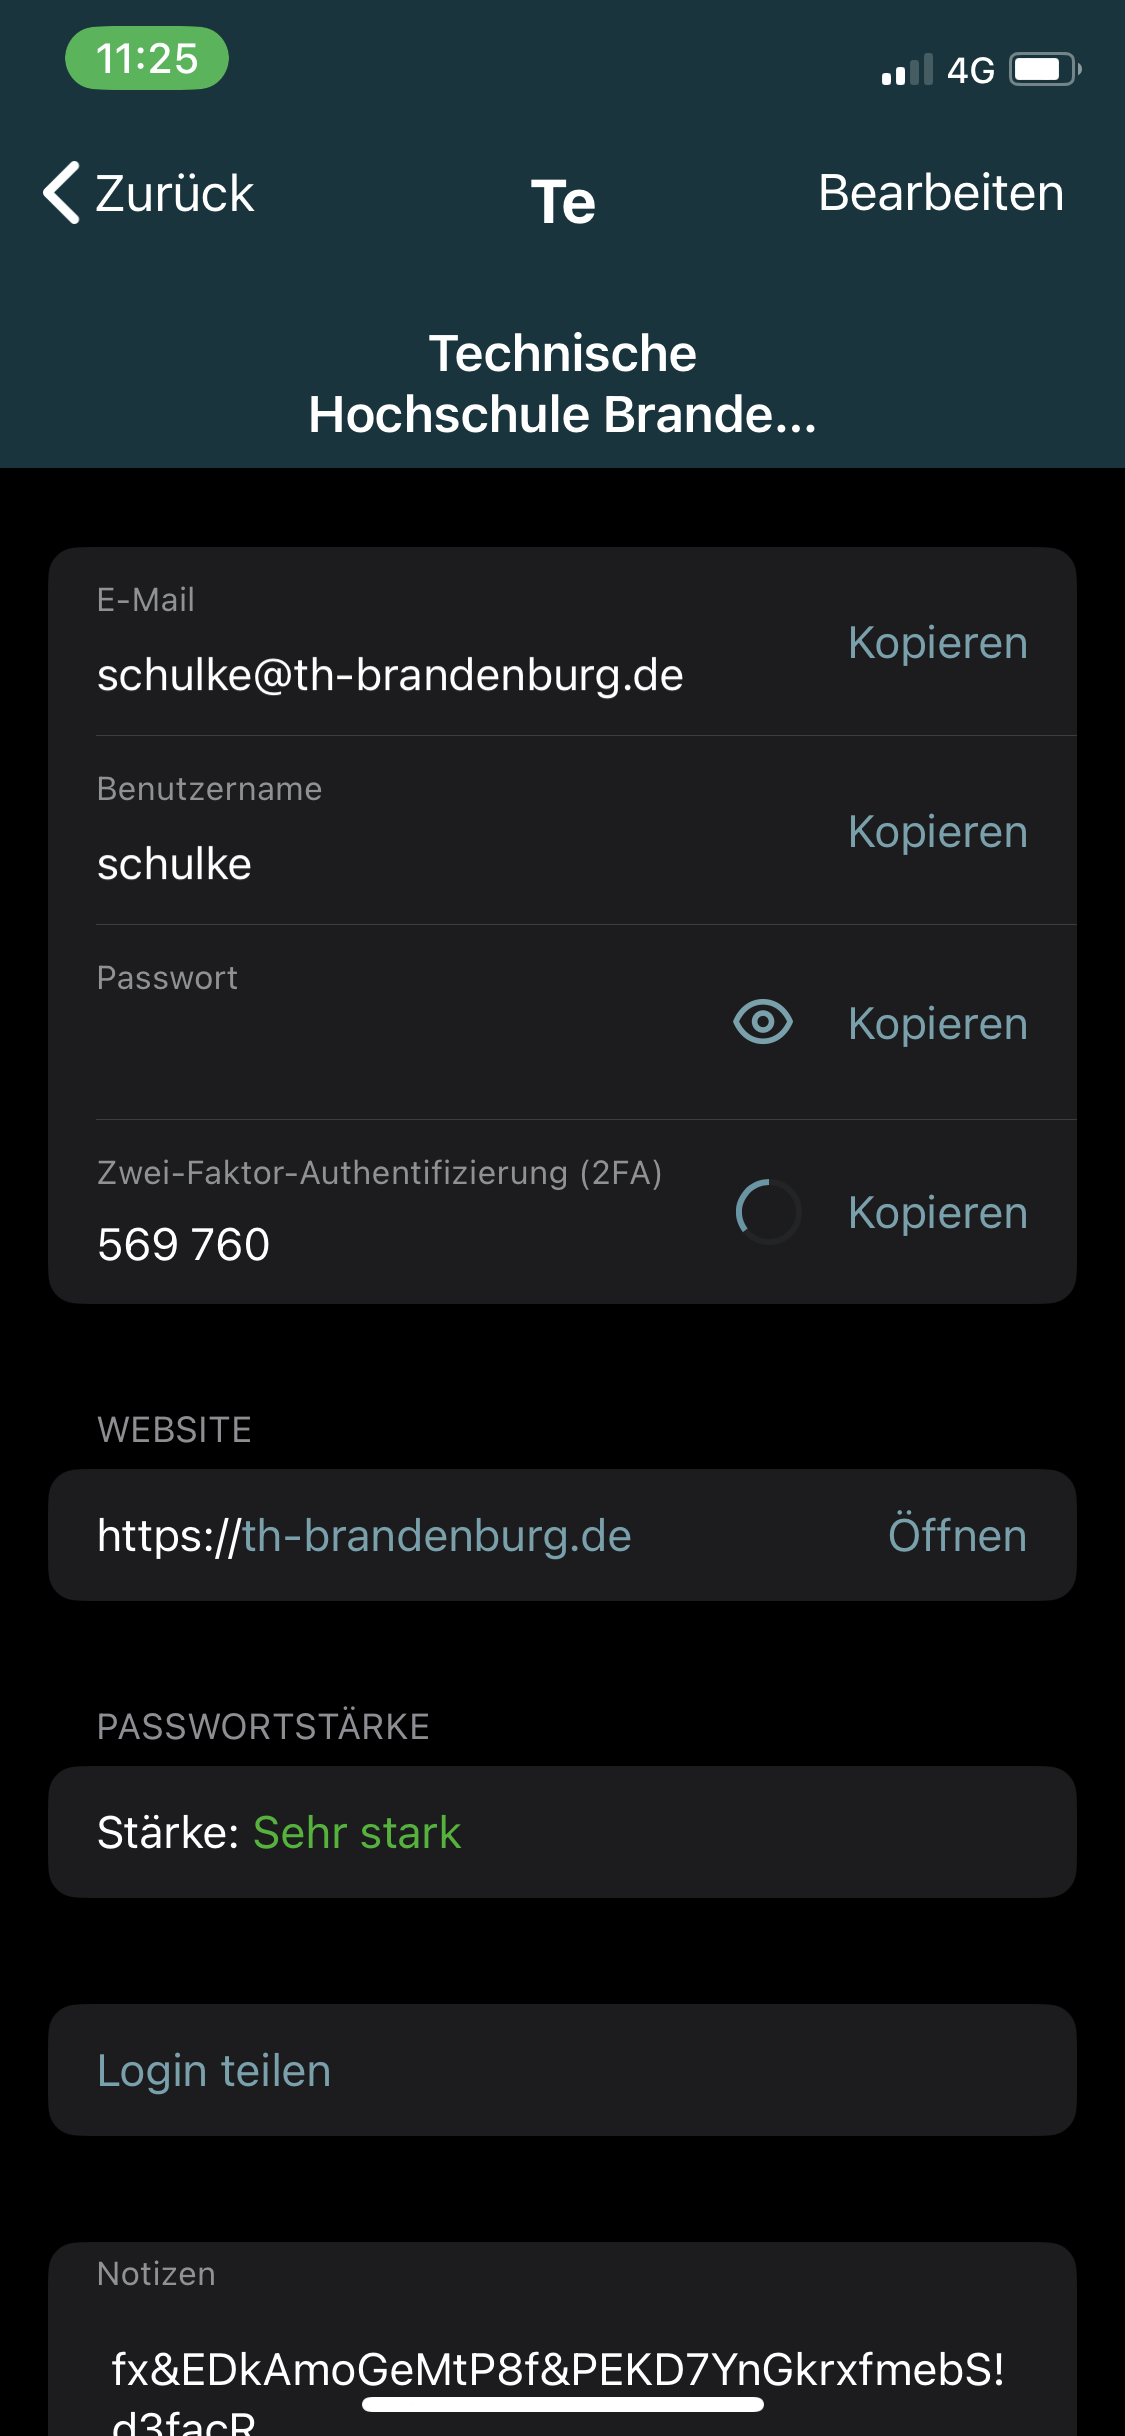 11:25
4G
Zurück
Te
Bearbeiten
Technische
Hochschule Brande...
E-Mail
schulke@th-brandenburg.de
Kopieren
Benutzername
schulke
Kopieren
Passwort
Kopieren
Zwei-Faktor-Authentifizierung (2FA)
569 760
Kopieren
WEBSITE
https://th-brandenburg.de
Öffnen
PASSWORTSTÄRKE
Stärke: Sehr stark
Login teilen
Notizen
fx&EDkAmoGeMtP8f&PEKD7YnGkrxfmebS!
d3facR